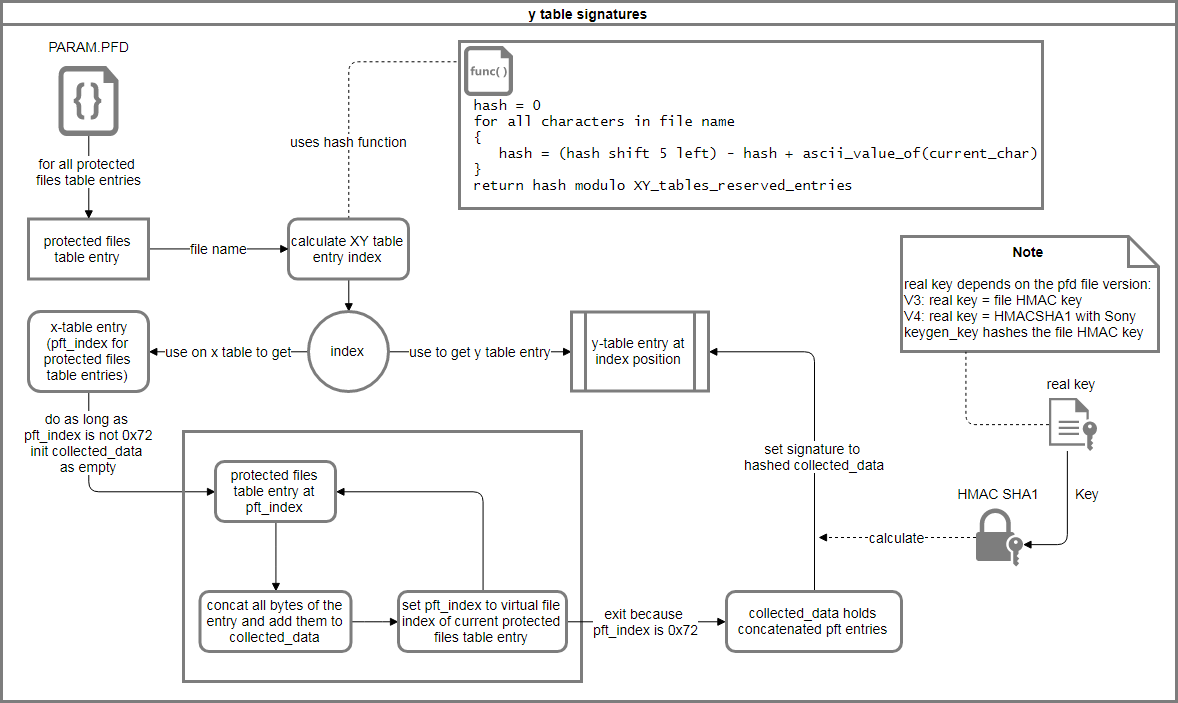 y table signatures
PARAM.PFD
{}
for all protected
files table entries
protected files
table entry
file name
calculate XY table
entry index
uses hash function
func( )
hash = 0
for all characters in file name
{
hash = (hash shift 5 left) - hash + ascii_value_of(current_char)
}
return hash modulo XY_tables_reserved_entries
Note
real key depends on the pfd file version:
V3: real key = file HMAC key
V4: real key = HMACSHA1 with Sony
keygen_key hashes the file HMAC key
x-table entry
(pft_index for
protected files
table entries)
use on x table to get
index
use to get y table entry
y-table entry at
index position
real key
do as long as
pft_index is not 0x72
init collected_data
as empty
set signature to
hashed collected_data
protected files
table entry at
pft_index
HMAC SHA1
Key
calculate
concat all bytes of the
entry and add them to
collected_data
set pft_index to virtual file
index of current protected
files table entry
exit because
pft_index is 0x72
collected_data holds
concatenated pft entries